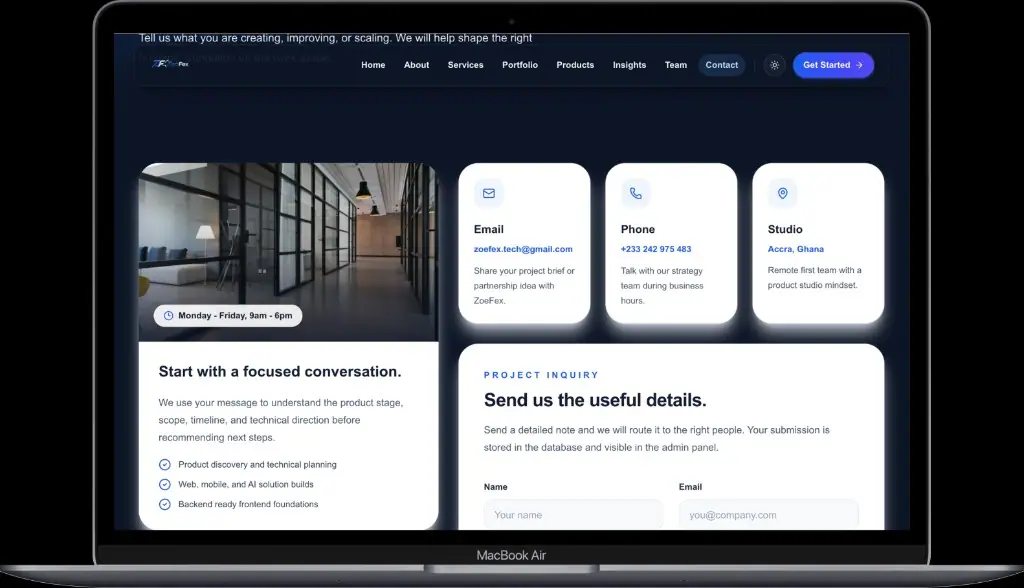 Tell us what you are creating, improving, or scaling. We will help shape the right
Home About Services Portfolio Products Insights Team Contact Get Started →
Monday - Friday, 9am - 6pm
Start with a focused conversation.
We use your message to understand the product stage,
scope, timeline, and technical direction before
recommending next steps.
Product discovery and technical planning
Web, mobile, and AI solution builds
Backend ready frontend foundations
Email
zoefex.tech@gmail.com
Share your project brief or
partnership idea with
ZoeFex.
Phone
+233 242 975 483
Talk with our strategy
team during business
hours.
Studio
Accra, Ghana
Remote first team with a
product studio mindset.
PROJECT INQUIRY
Send us the useful details.
Send a detailed note and we will route it to the right people. Your submission is
stored in the database and visible in the admin panel.
Name Email
Your name you@company.com
MacBook Air